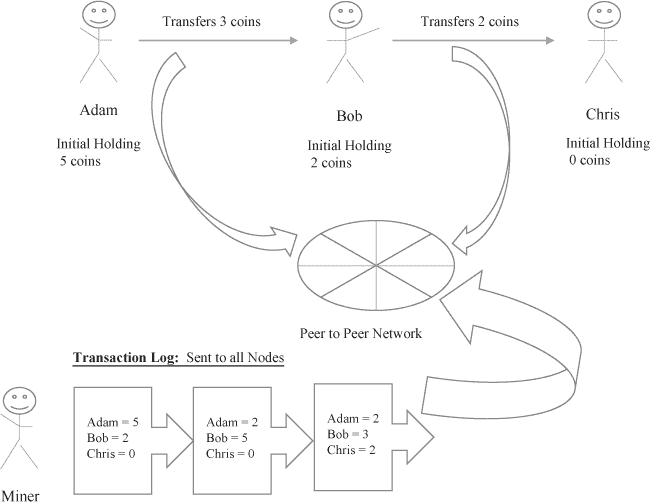 Transfers 3 coins
Transfers 2 coins
Adam
Bob
Chris
Initial Holding
5 coins
Initial Holding
2 coins
Initial Holding
0 coins
Peer to Peer Network
Transaction Log: Sent to all Nodes
Adam = 5
Bob = 2
Chris = 0
Adam = 2
Bob = 5
Chris = 0
Adam = 2
Bob = 3
Chris = 2
Miner